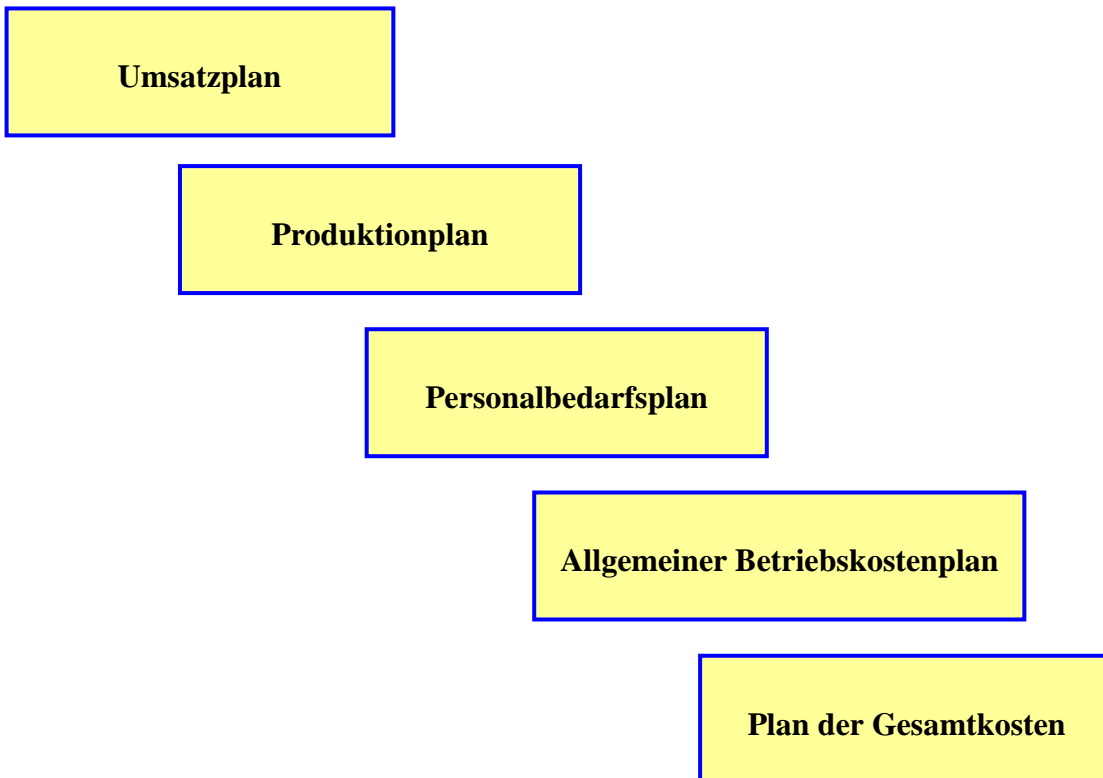 Umsatzplan
Produktionplan
Personalbedarfsplan
Allgemeiner Betriebskostenplan
Plan der Gesamtkosten